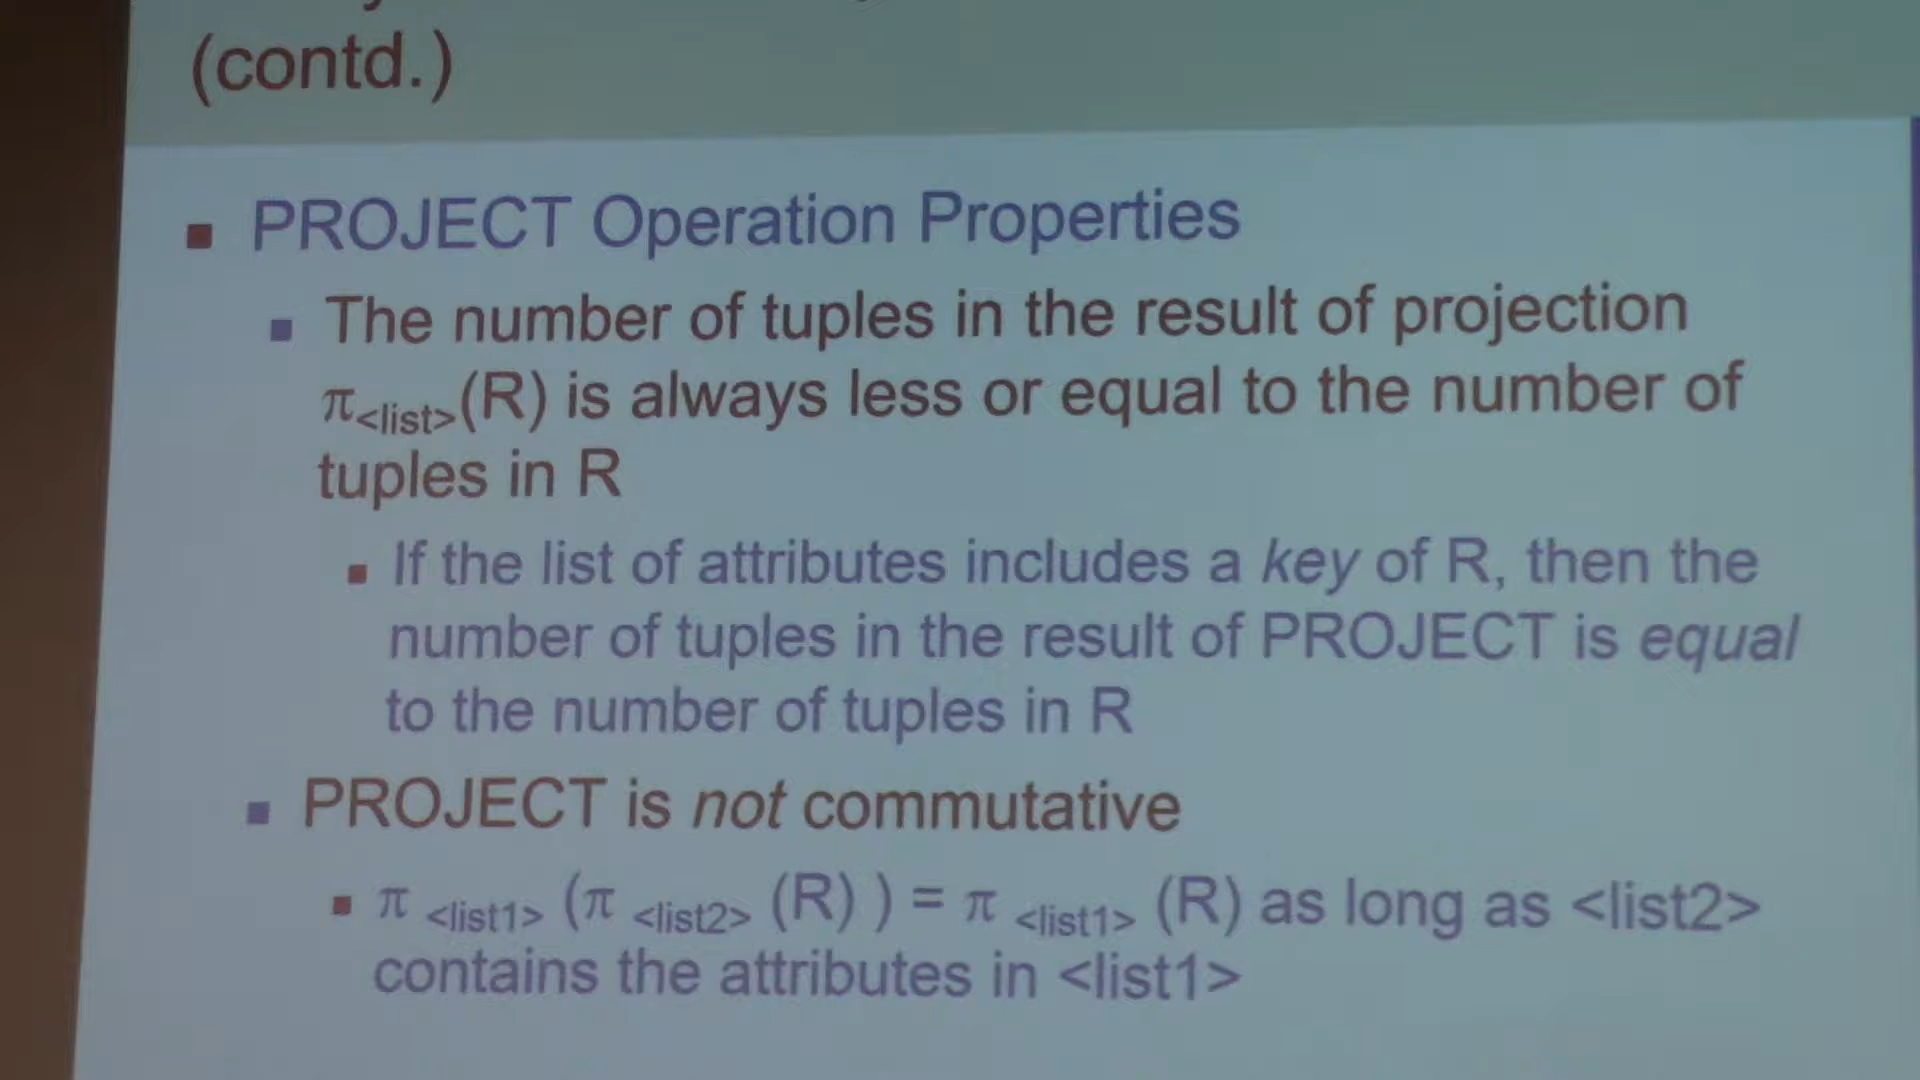 (contd.)
PROJECT Operation Properties
The number of tuples in the result of projection
π<list>(R) is always less or equal to the number of
tuples in R
If the list of attributes includes a key of R, then the
number of tuples in the result of PROJECT is equal
to the number of tuples in R
PROJECT is not commutative
π <list1> (π <list2> (R) ) = π <list1> (R) as long as <list2>
contains the attributes in <list1>